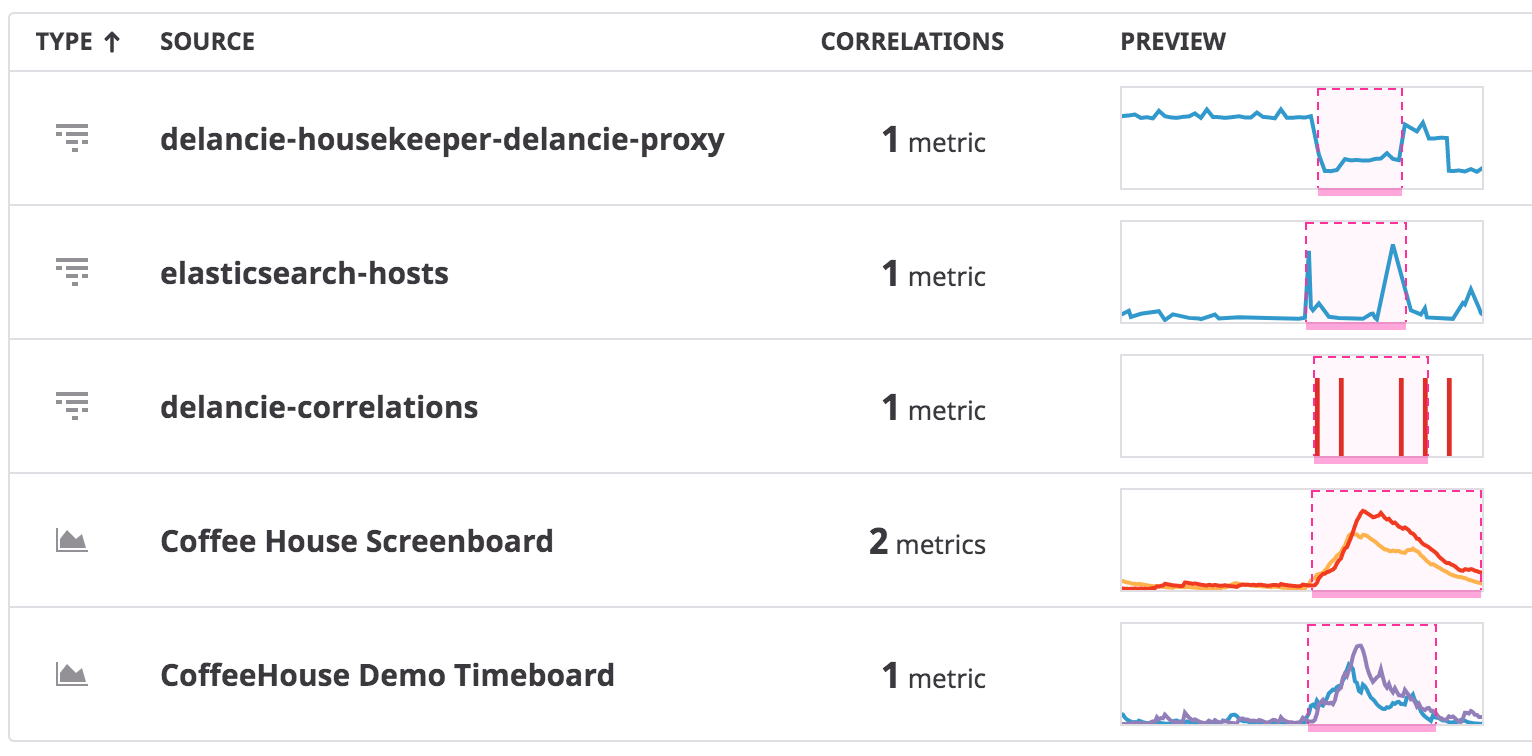 TYPE ↑ SOURCE CORRELATIONS PREVIEW
delancie-housekeeper-delancie-proxy 1 metric
elasticsearch-hosts 1 metric
delancie-correlations 1 metric
Coffee House Screenboard 2 metrics
CoffeeHouse Demo Timeboard 1 metric